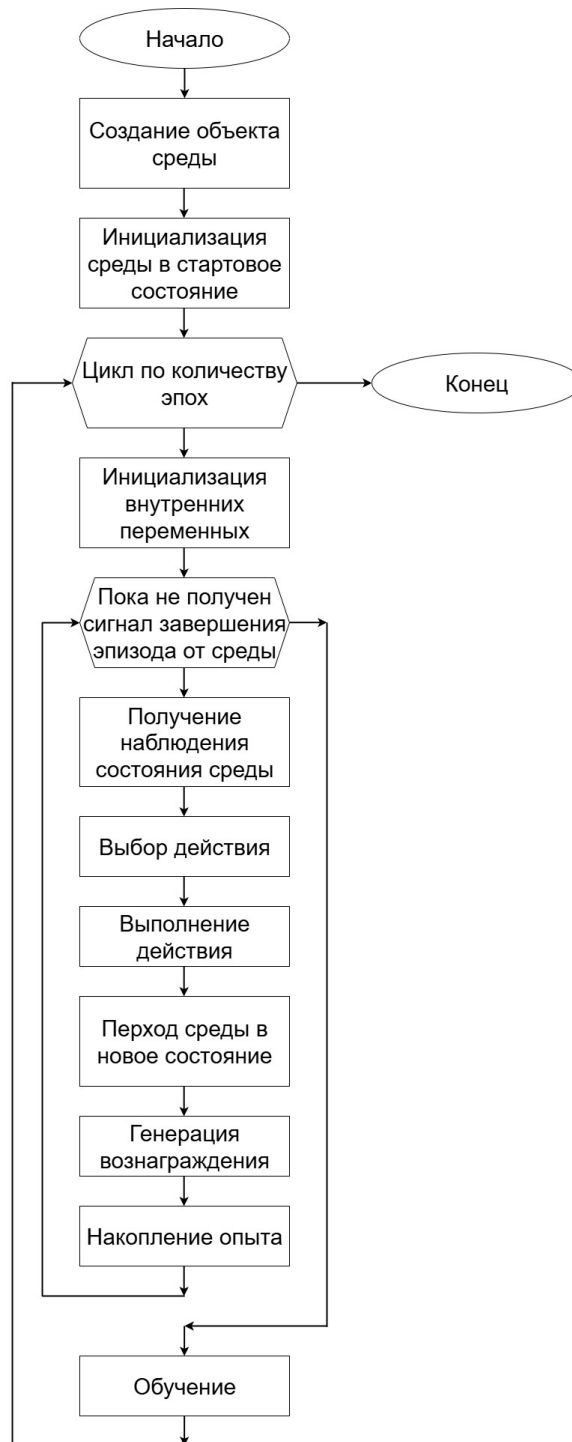 Начало
Создание объекта
среды
Инициализация
среды в стартовое
состояние
Цикл по количеству
эпох
Конец
Инициализация
внутренних
переменных
Пока не получен
сигнал завершения
эпизода от среды
Получение
наблюдения
состояния среды
Выбор действия
Выполнение
действия
Перход среды в
новое состояние
Генерация
вознаграждения
Накопление опыта
Обучение